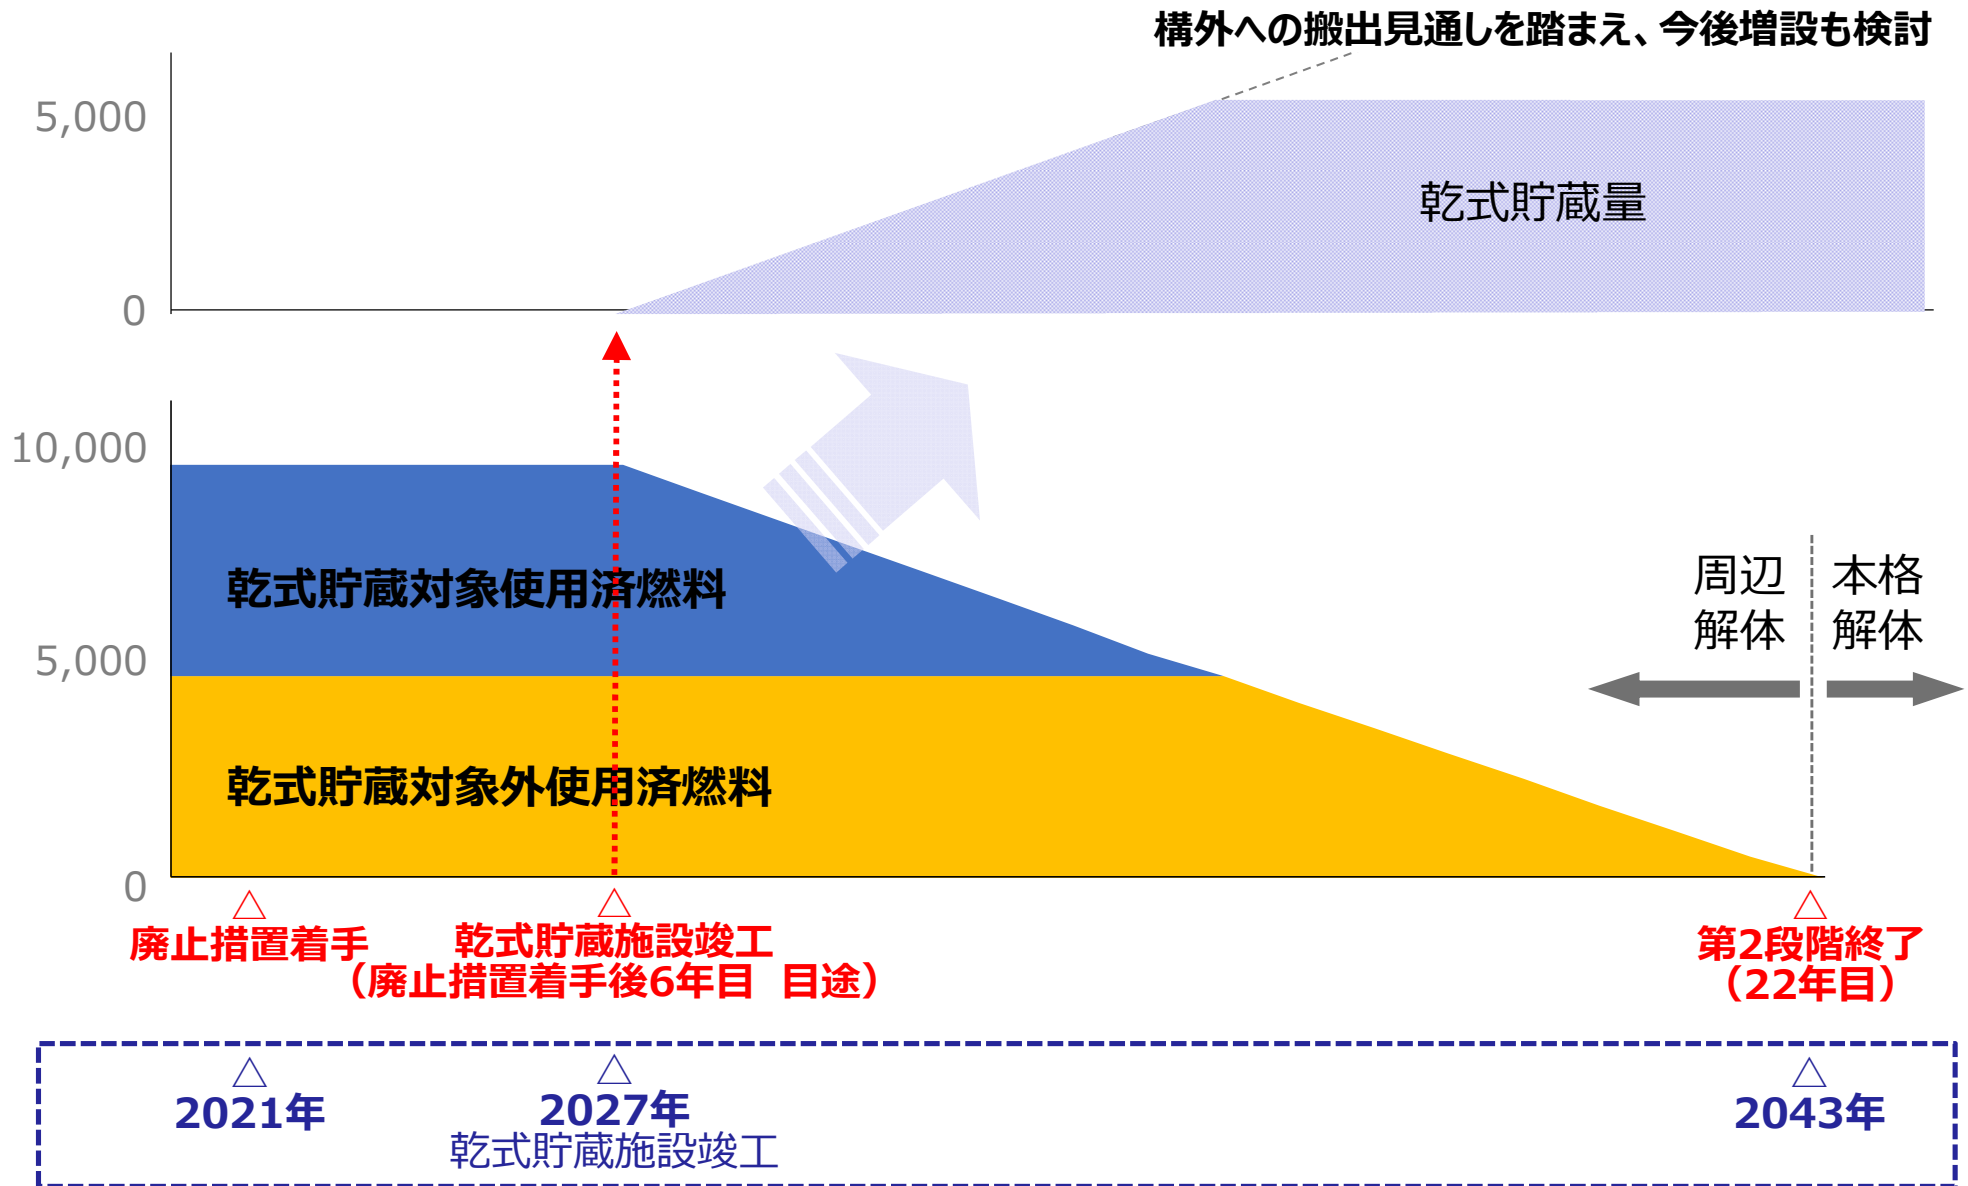 構外への搬出見通しを踏まえ、今後増設も検討
5,000
乾式貯蔵量
0
10,000
乾式貯蔵対象使用済燃料
周辺
解体
本格
解体
5,000
乾式貯蔵対象外使用済燃料
0
△
廃止措置着手
△
乾式貯蔵施設竣工
（廃止措置着手後6年目 目途）
△
第2段階終了
（22年目）
△
2021年
△
2027年
乾式貯蔵施設竣工
△
2043年